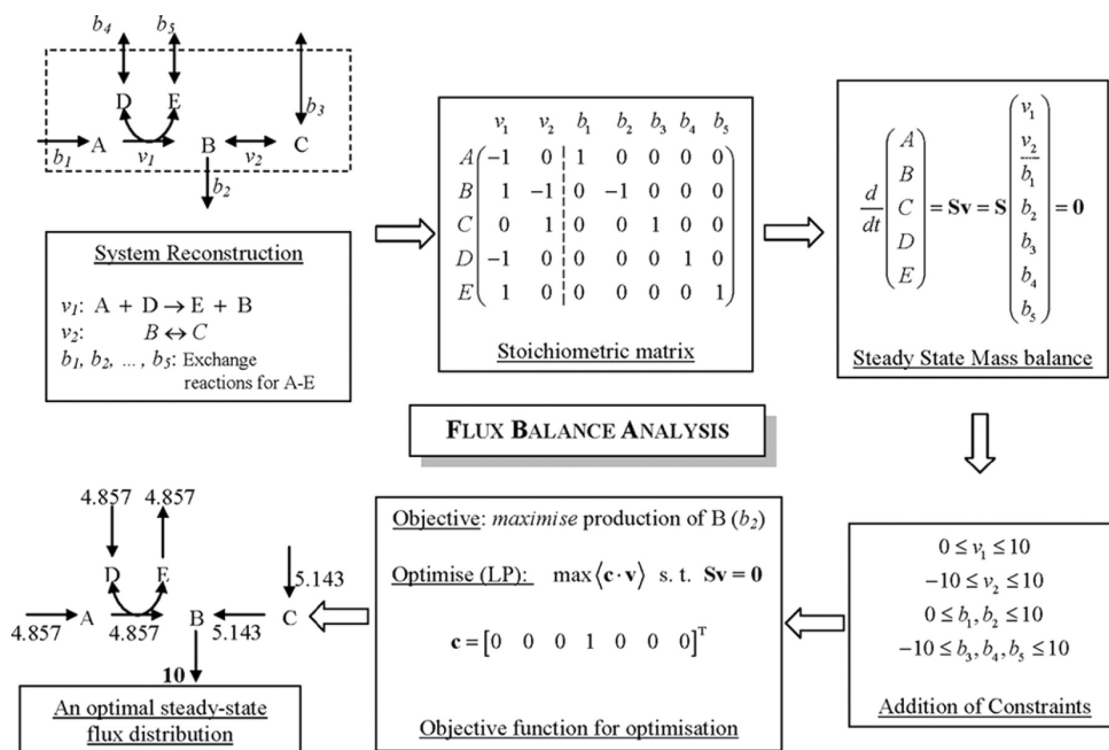 b₄ b₅
D E
b₃
A B C
b₁ v₁ v₂
b₂
System Reconstruction
v₁: A + D → E + B
v₂: B ↔ C
b₁, b₂, ... , b₅: Exchange
reactions for A-E
v₁ v₂ b₁ b₂ b₃ b₄ b₅
A −1 0 1 0 0 0 0
B 1 −1 0 −1 0 0 0
C 0 1 0 0 1 0 0
D −1 0 0 0 0 1 0
E 1 0 0 0 0 0 1
Stoichiometric matrix
d/dt (A B C D E) = Sv = S (v₁ v₂ b₁ b₂ b₃ b₄ b₅) = 0
Steady State Mass balance
FLUX BALANCE ANALYSIS
0 ≤ v₁ ≤ 10
−10 ≤ v₂ ≤ 10
0 ≤ b₁, b₂ ≤ 10
−10 ≤ b₃, b₄, b₅ ≤ 10
Addition of Constraints
Objective: maximise production of B (b₂)
Optimise (LP): max ⟨c · v⟩ s. t. Sv = 0
c = [0 0 0 1 0 0 0]ᵀ
Objective function for optimisation
4.857 4.857
D E
5.143
A B C
4.857 4.857 5.143
10
An optimal steady-state
flux distribution